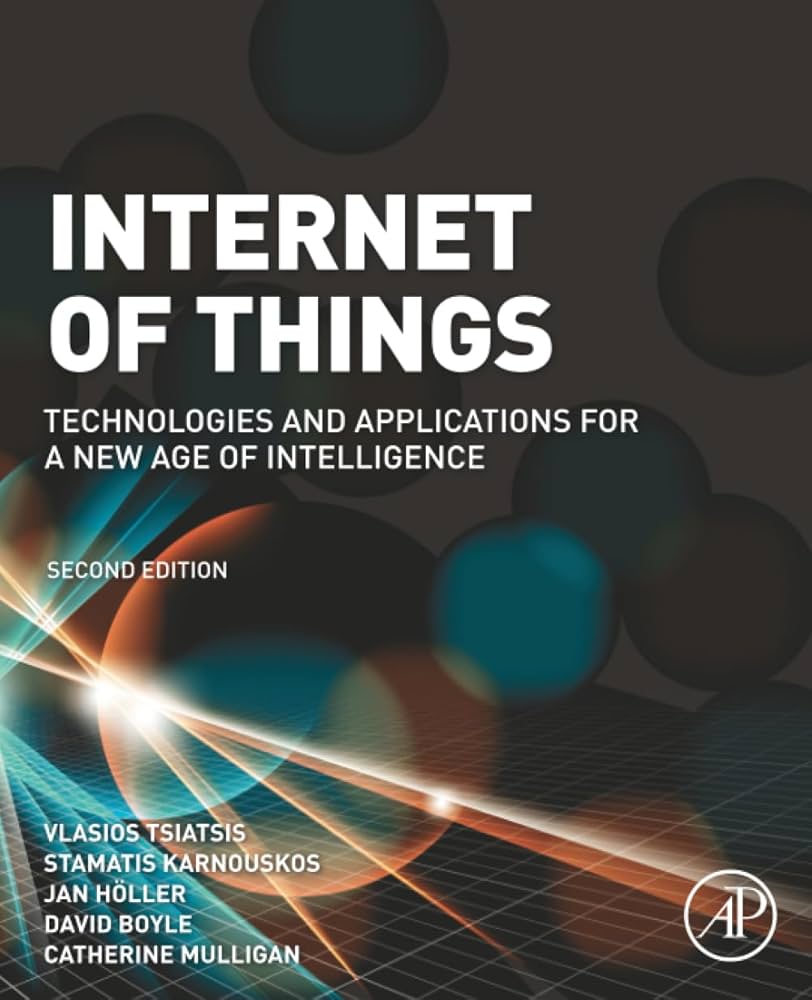 INTERNET
OF THINGS
TECHNOLOGIES AND APPLICATIONS FOR
A NEW AGE OF INTELLIGENCE
SECOND EDITION
VLASIOS TSIATSIS
STAMATIS KARNOUSKOS
JAN HÖLLER
DAVID BOYLE
CATHERINE MULLIGAN
AP